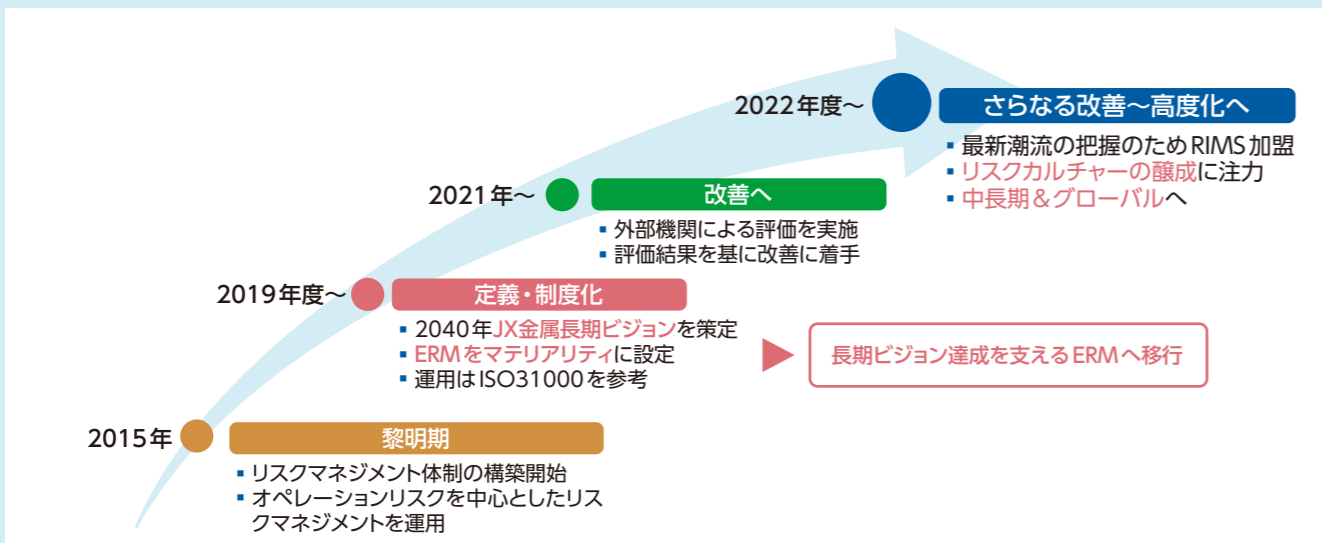 2022年度～
さらなる改善～高度化へ
▪ 最新潮流の把握のためRIMS加盟
▪ リスクカルチャーの醸成に注力
▪ 中長期＆グローバルへ
2021年～
改善へ
▪ 外部機関による評価を実施
▪ 評価結果を基に改善に着手
2019年度～
定義・制度化
▪ 2040年JX金属長期ビジョンを策定
▪ ERMをマテリアリティに設定
▪ 運用はISO31000を参考
長期ビジョン達成を支えるERMへ移行
2015年
黎明期
▪ リスクマネジメント体制の構築開始
▪ オペレーションリスクを中心としたリス
クマネジメントを運用